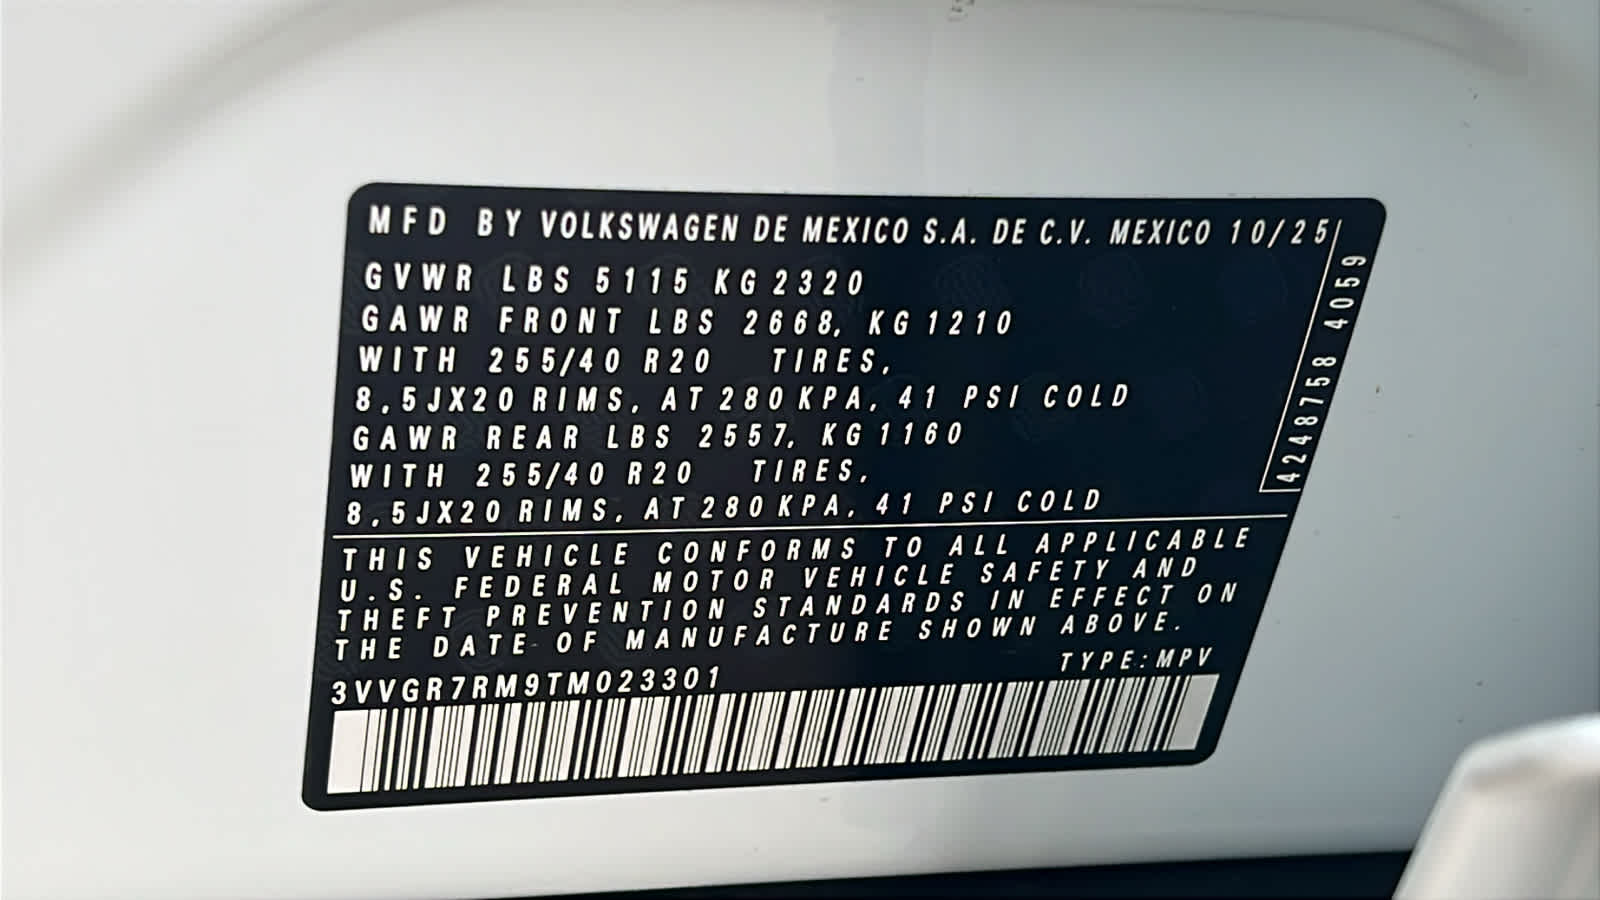 MFD BY VOLKSWAGEN DE MEXICO S.A. DE C.V. MEXICO 10/25
GVWR LBS 5115 KG 2320
GAWR FRONT LBS 2668, KG 1210
WITH 255/40 R20 TIRES,
8,5JX20 RIMS, AT 280 KPA, 41 PSI COLD
GAWR REAR LBS 2557, KG 1160
WITH 255/40 R20 TIRES,
8,5JX20 RIMS, AT 280 KPA, 41 PSI COLD
4248758 4059
THIS VEHICLE CONFORMS TO ALL APPLICABLE
U.S. FEDERAL MOTOR VEHICLE SAFETY AND
THEFT PREVENTION STANDARDS IN EFFECT ON
THE DATE OF MANUFACTURE SHOWN ABOVE.
TYPE:MPV
3VVGR7RM9TM023301